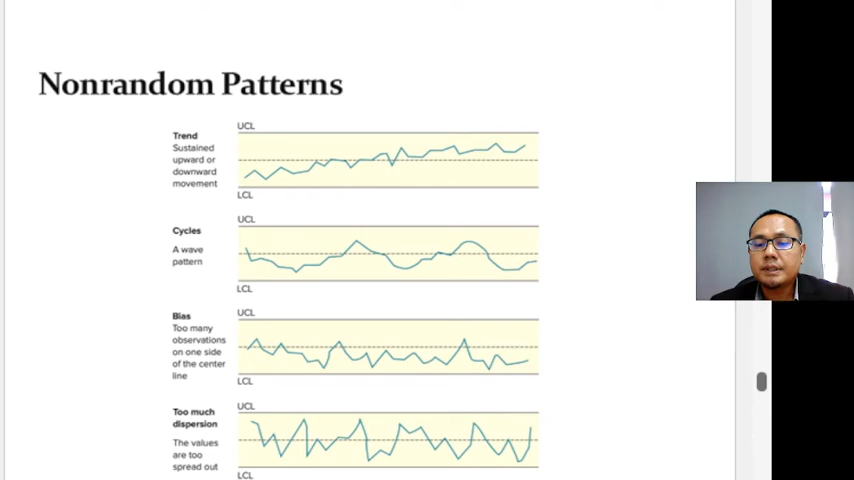 Nonrandom Patterns
UCL
Trend
Sustained
upward or
downward
movement
LCL
UCL
Cycles
A wave
pattern
LCL
UCL
Bias
Too many
observations
on one side
of the center
line
LCL
UCL
Too much
dispersion
The values
are too
spread out
LCL